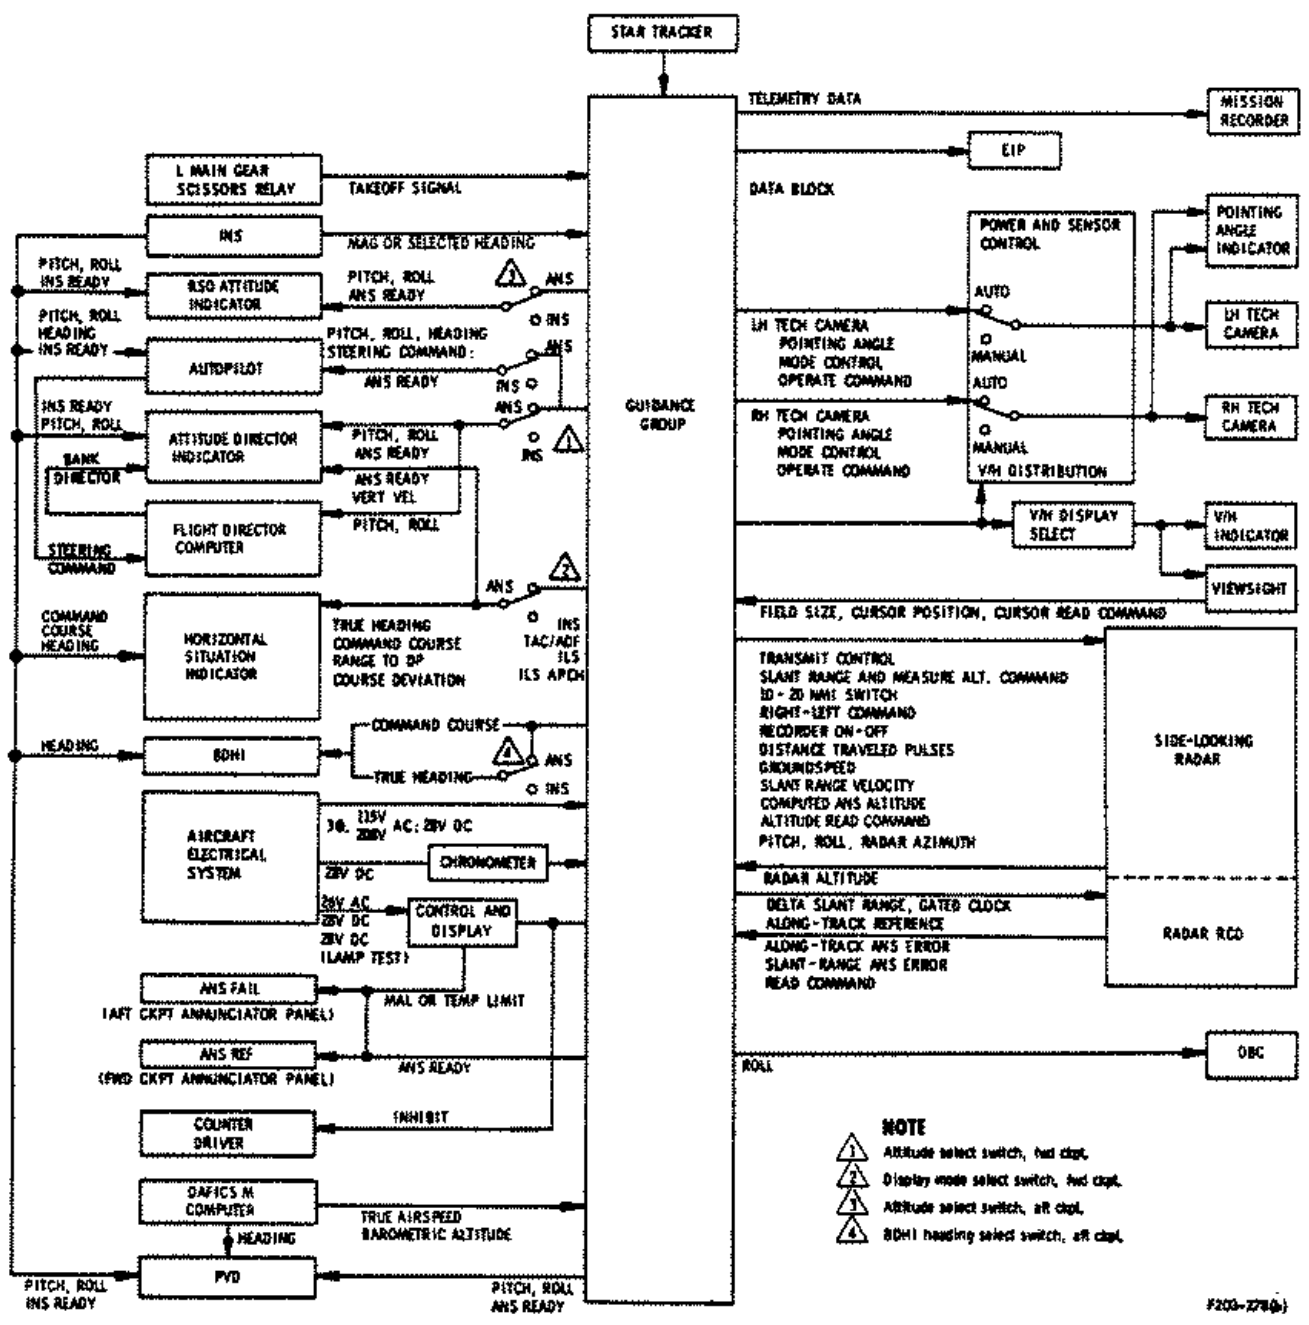 STAR TRACKER
TELEMETRY DATA
MISSION
RECORDER
EIP
L MAIN GEAR
SCISSORS RELAY
TAKEOFF SIGNAL
DATA BLOCK
INS
MAG OR SELECTED HEADING
POWER AND SENSOR
CONTROL
POINTING
ANGLE
INDICATOR
PITCH, ROLL
INS READY
RSO ATTITUDE
INDICATOR
PITCH, ROLL
ANS READY
3
ANS
INS
AUTO
MANUAL
LH TECH CAMERA
POINTING ANGLE
MODE CONTROL,
OPERATE COMMAND
LH TECH
CAMERA
PITCH, ROLL
HEADING
INS READY
AUTOPILOT
PITCH, ROLL, HEADING
STEERING COMMAND:
ANS READY
ANS
INS
GUIDANCE
GROUP
AUTO
MANUAL
V/H DISTRIBUTION
RH TECH CAMERA
POINTING ANGLE
MODE CONTROL
OPERATE COMMAND
RH TECH
CAMERA
INS READY
PITCH, ROLL
ATTITUDE DIRECTOR
INDICATOR
PITCH, ROLL
ANS READY
ANS
INS
1
BANK
DIRECTOR
ANS READY
VERT VEL
FLIGHT DIRECTOR
COMPUTER
PITCH, ROLL
STEERING
COMMAND
V/H DISPLAY
SELECT
V/H
INDICATOR
VIEWSIGHT
FIELD SIZE, CURSOR POSITION, CURSOR READ COMMAND
COMMAND
COURSE
HEADING
HORIZONTAL
SITUATION
INDICATOR
TRUE HEADING
COMMAND COURSE
RANGE TO DP
COURSE DEVIATION
2
ANS
INS
TAC/ADF
ILS
ILS APCH
TRANSMIT CONTROL
SLANT RANGE AND MEASURE ALT. COMMAND
10-20 NMI SWITCH
RIGHT-LEFT COMMAND
RECORDER ON-OFF
DISTANCE TRAVELED PULSES
GROUNDSPEED
SLANT RANGE VELOCITY
COMPUTED ANS ALTITUDE
ALTITUDE READ COMMAND
PITCH, ROLL, RADAR AZIMUTH
SIDE-LOOKING
RADAR
HEADING
BDHI
COMMAND COURSE
TRUE HEADING
4
ANS
INS
AIRCRAFT
ELECTRICAL
SYSTEM
3Φ, 115V
200V AC; 28V DC
28V DC
CHRONOMETER
RADAR ALTITUDE
26V AC
28V DC
28V DC
(LAMP TEST)
CONTROL AND
DISPLAY
DELTA SLANT RANGE, GATED CLOCK
ALONG-TRACK REFERENCE
ALONG-TRACK ANS ERROR
SLANT-RANGE ANS ERROR
READ COMMAND
RADAR RCD
ANS FAIL
(AFT CKPT ANNUNCIATOR PANEL)
MAL OR TEMP LIMIT
ANS REF
(FWD CKPT ANNUNCIATOR PANEL)
ANS READY
ROLL
OBC
COUNTER
DRIVER
INHIBIT
DAFICS M
COMPUTER
TRUE AIRSPEED
BAROMETRIC ALTITUDE
HEADING
PVD
PITCH, ROLL
INS READY
PITCH, ROLL
ANS READY
NOTE
1 Attitude select switch, fwd ckpt.
2 Display mode select switch, fwd ckpt.
3 Attitude select switch, aft ckpt.
4 BDHI heading select switch, aft ckpt.
F203-278(b)